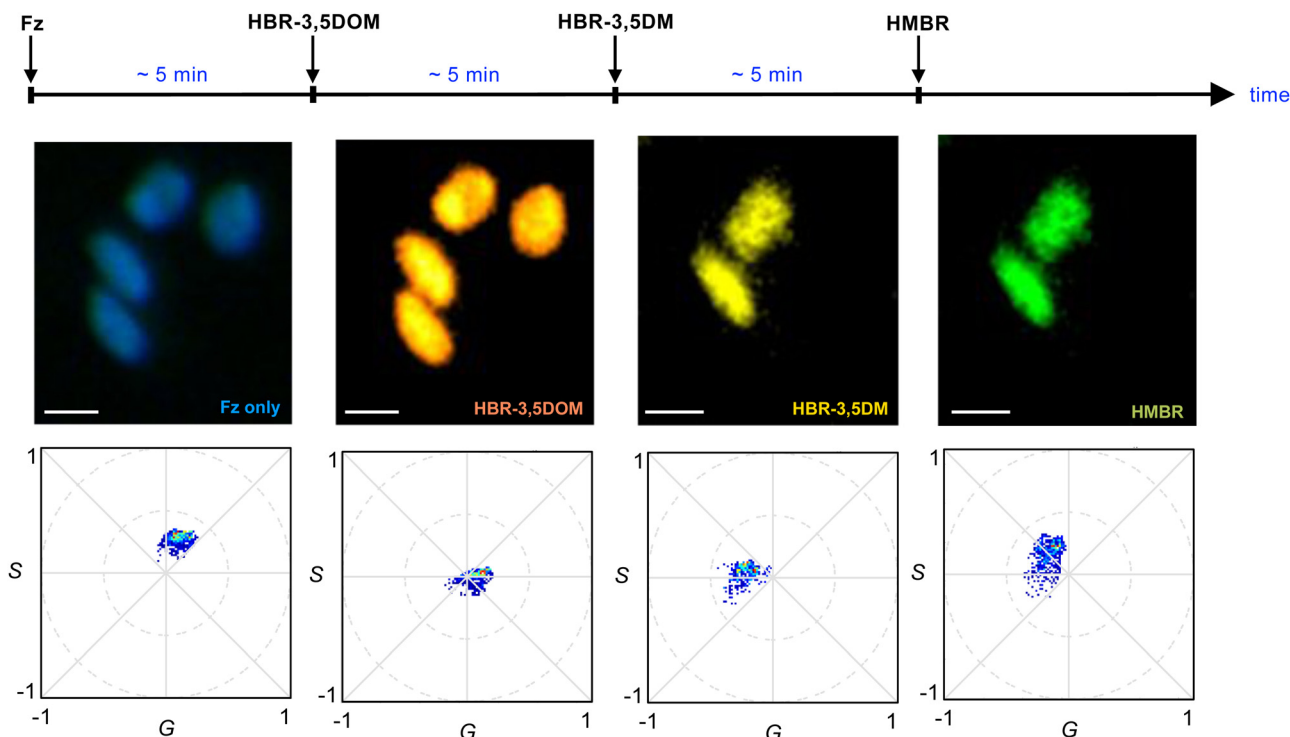 Fz HBR-3,5DOM HBR-3,5DM HMBR
~ 5 min ~ 5 min ~ 5 min
time
Fz only HBR-3,5DOM HBR-3,5DM HMBR
1 1 1 1
S S S S
-1 -1 -1 -1
-1 1 -1 1 -1 1 -1 1
G G G G